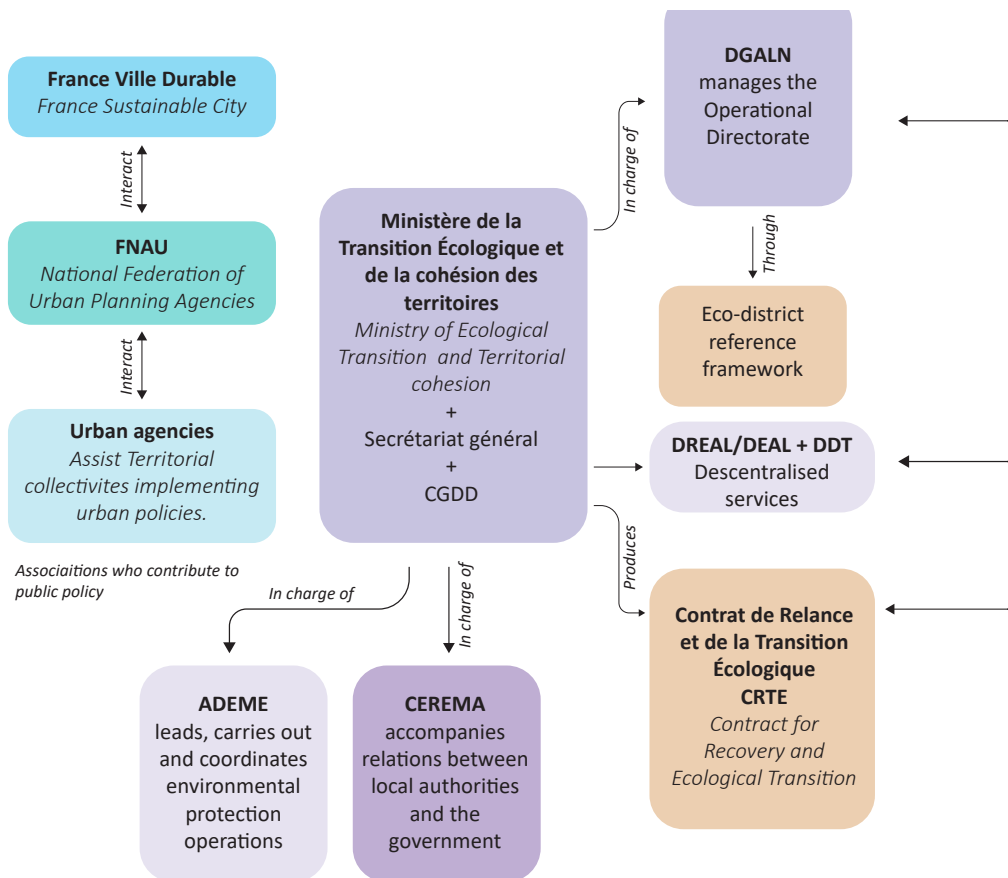 France Ville Durable
France Sustainable City
Interact
FNAU
National Federation of
Urban Planning Agencies
Interact
Urban agencies
Assist Territorial
collectivites implementing
urban policies.
Associaitions who contribute to
public policy
Ministère de la
Transition Écologique et
de la cohésion des
territoires
Ministry of Ecological
Transition and Territorial
cohesion
+
Secrétariat général
+
CGDD
In charge of
DGALN
manages the
Operational
Directorate
Through
Eco-district
reference
framework
DREAL/DEAL + DDT
Descentralised
services
Produces
Contrat de Relance
et de la Transition
Écologique
CRTE
Contract for
Recovery and
Ecological Transition
In charge of
In charge of
ADEME
leads, carries out
and coordinates
environmental
protection
operations
CEREMA
accompanies
relations between
local authorities
and the
government